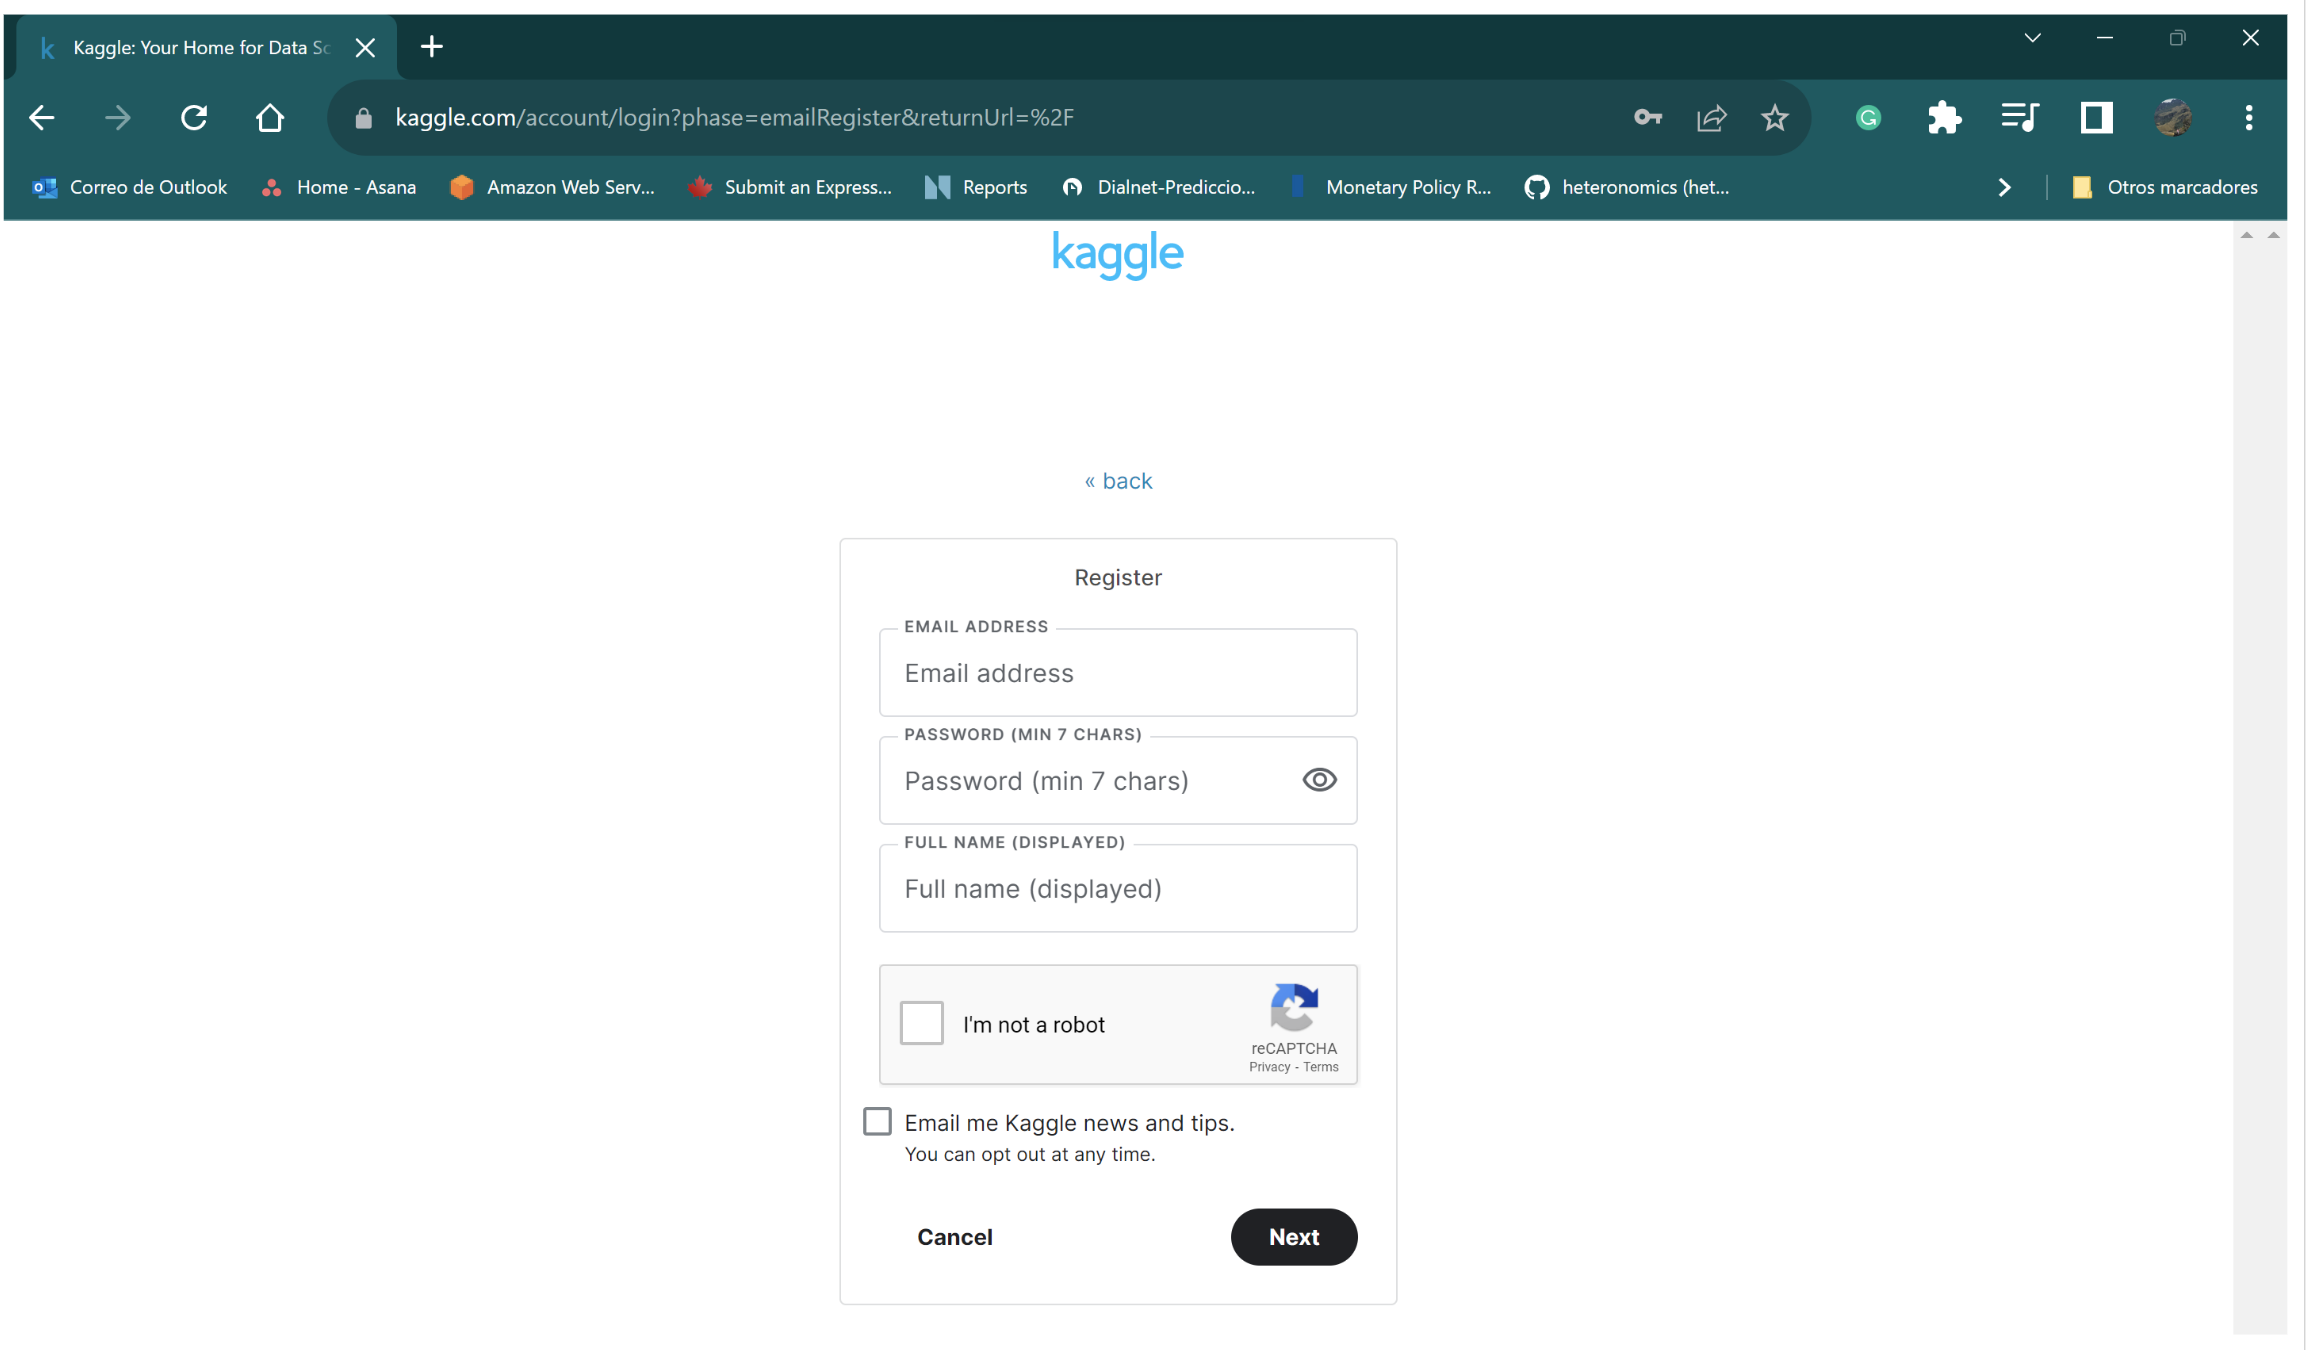 k Kaggle: Your Home for Data Sc
kaggle.com/account/login?phase=emailRegister&returnUrl=%2F
Correo de Outlook Home - Asana Amazon Web Serv... Submit an Express... Reports Dialnet-Prediccio... Monetary Policy R... heteronomics (het... Otros marcadores
kaggle
« back
Register
EMAIL ADDRESS
Email address
PASSWORD (MIN 7 CHARS)
Password (min 7 chars)
FULL NAME (DISPLAYED)
Full name (displayed)
I'm not a robot
reCAPTCHA
Privacy - Terms
Email me Kaggle news and tips.
You can opt out at any time.
Cancel Next